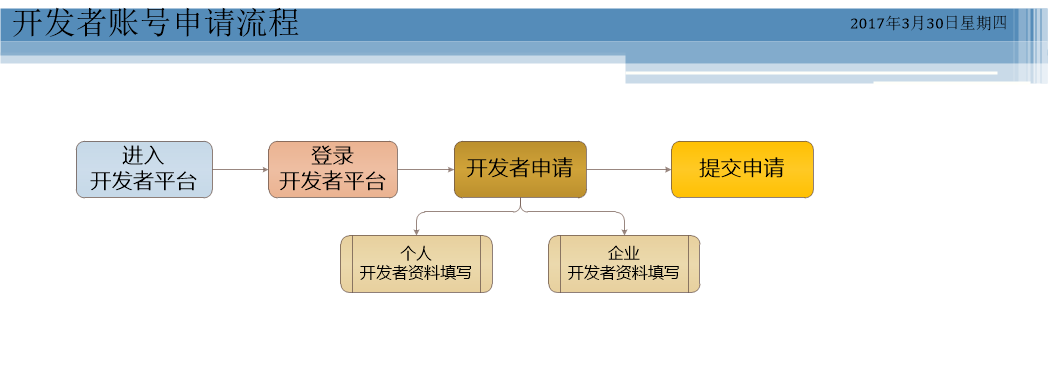 开发者账号申请流程
2017年3月30日星期四
进入
开发者平台
登录
开发者平台
开发者申请
提交申请
个人
开发者资料填写
企业
开发者资料填写